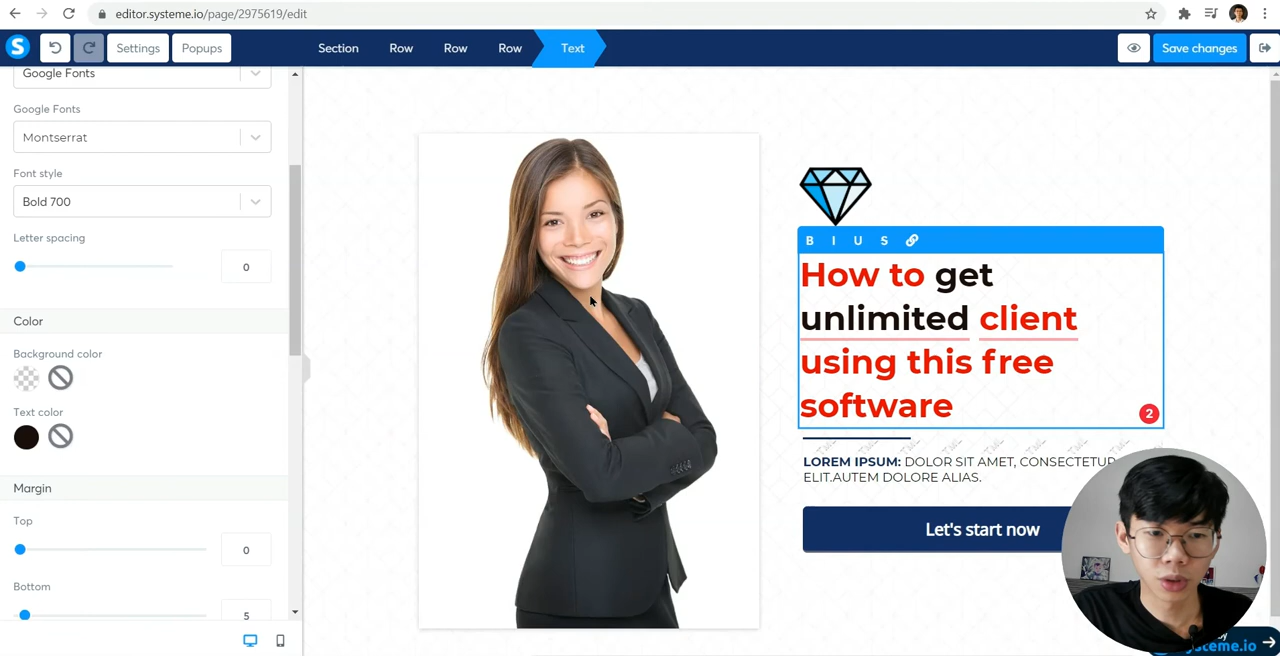 editor.systeme.io/page/2975619/edit
S
Settings
Popups
Section
Row
Row
Row
Text
Save changes
Google Fonts
Google Fonts
Montserrat
Font style
Bold 700
Letter spacing
0
Color
Background color
Text color
Margin
Top
0
Bottom
5
B I U S
How to get
unlimited client
using this free
software
2
LOREM IPSUM: DOLOR SIT AMET, CONSECTETUR
ELIT.AUTEM DOLORE ALIAS.
Let's start now
systeme.io